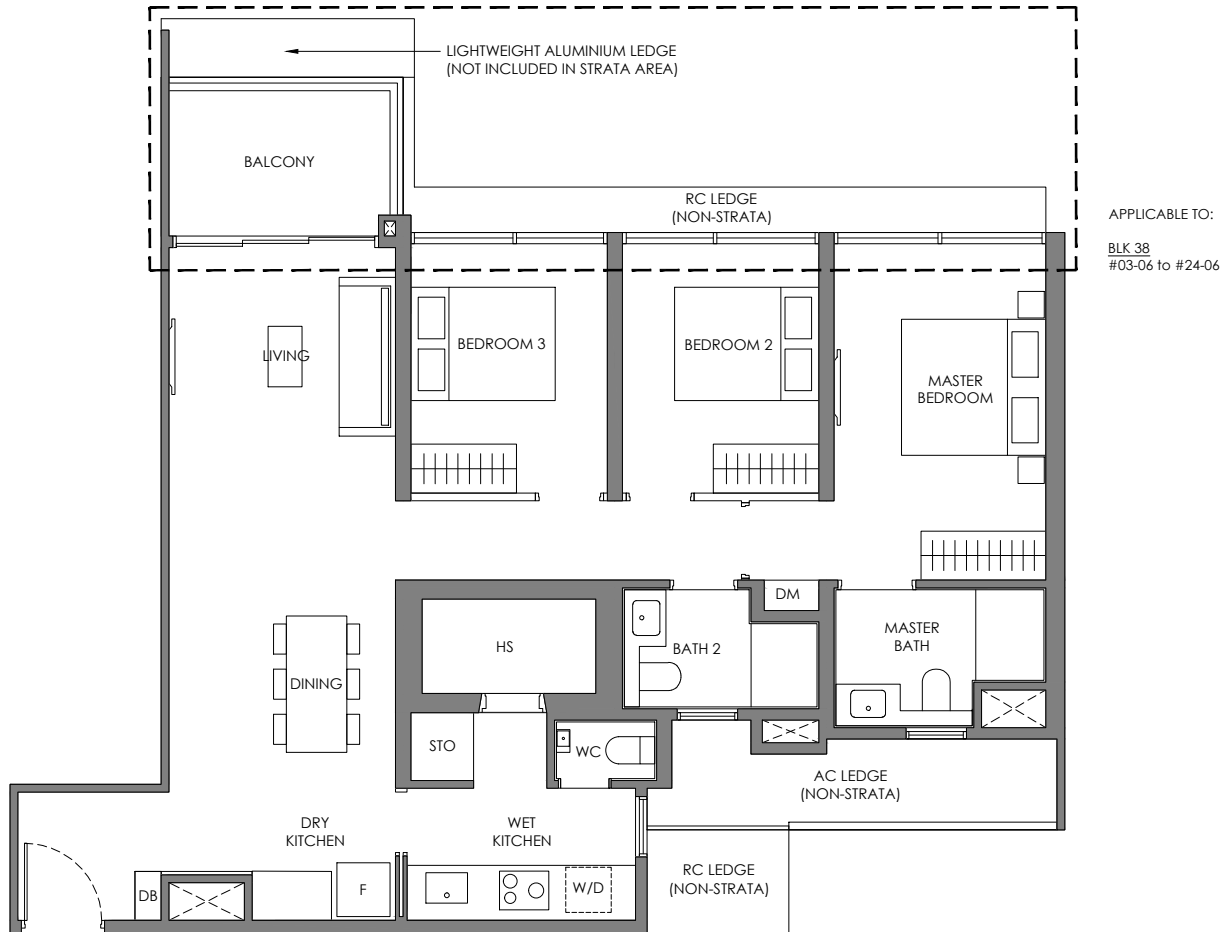 LIGHTWEIGHT ALUMINIUM LEDGE
(NOT INCLUDED IN STRATA AREA)
BALCONY
RC LEDGE
(NON-STRATA)
APPLICABLE TO:
BLK 38
#03-06 to #24-06
LIVING
BEDROOM 3
BEDROOM 2
MASTER
BEDROOM
DM
HS
BATH 2
MASTER
BATH
DINING
STO
WC
AC LEDGE
(NON-STRATA)
DRY
KITCHEN
WET
KITCHEN
DB
F
W/D
RC LEDGE
(NON-STRATA)